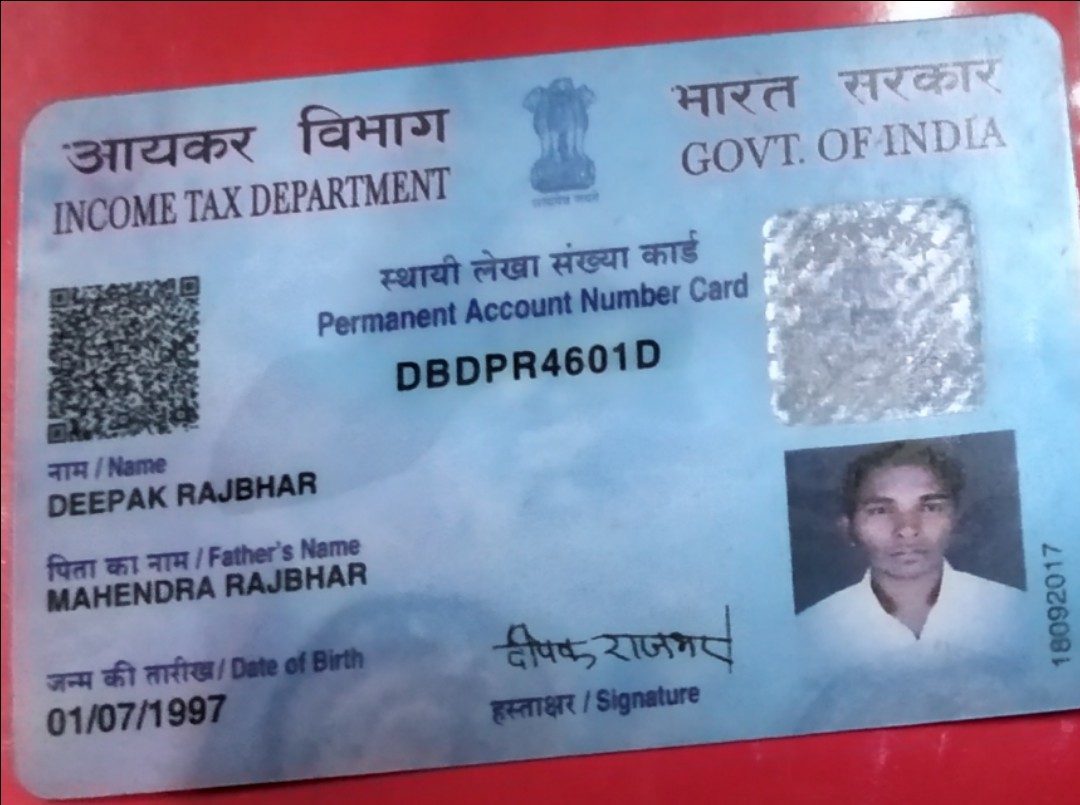 आयकर विभाग
INCOME TAX DEPARTMENT
भारत सरकार
GOVT. OF INDIA
स्थायी लेखा संख्या कार्ड
Permanent Account Number Card
DBDPR4601D
नाम / Name
DEEPAK RAJBHAR
पिता का नाम / Father's Name
MAHENDRA RAJBHAR
जन्म की तारीख / Date of Birth
01/07/1997
दीपक राजभर
हस्ताक्षर / Signature
18092017